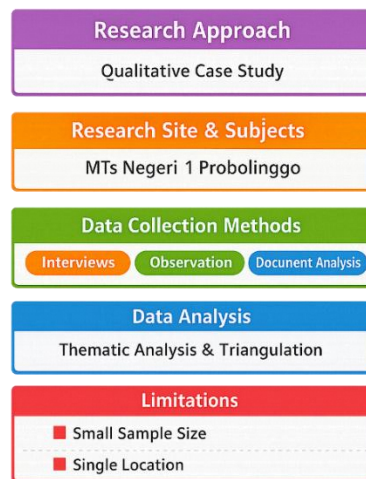 Research Approach
Qualitative Case Study
Research Site & Subjects
MTs Negeri 1 Probolinggo
Data Collection Methods
Interviews Observation Docunent Analysis
Data Analysis
Thematic Analysis & Triangulation
Limitations
Small Sample Size
Single Location